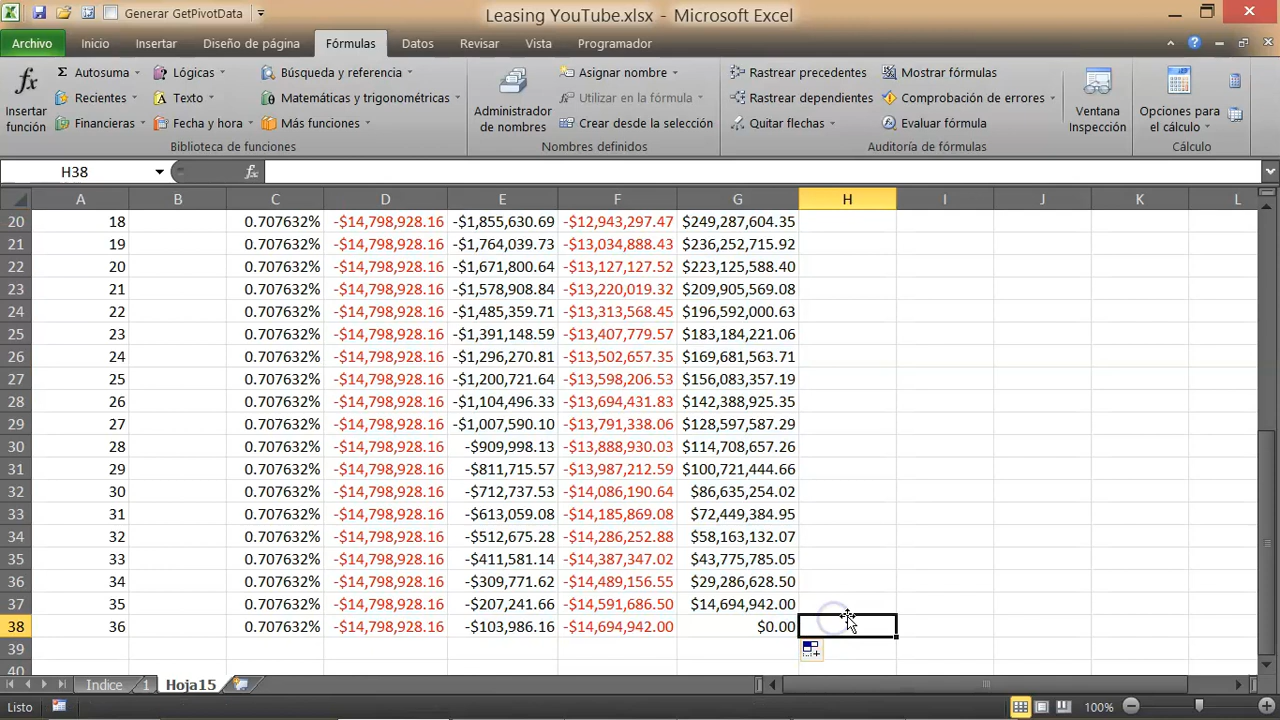 Generar GetPivotData
Leasing YouTube.xlsx - Microsoft Excel
Archivo Inicio Insertar Diseño de página Fórmulas Datos Revisar Vista Programador
Insertar función
Σ Autosuma
Recientes
Financieras
Lógicas
Texto
Fecha y hora
Búsqueda y referencia
Matemáticas y trigonométricas
Más funciones
Biblioteca de funciones
Administrador de nombres
Asignar nombre
Utilizar en la fórmula
Crear desde la selección
Nombres definidos
Rastrear precedentes
Rastrear dependientes
Quitar flechas
Mostrar fórmulas
Comprobación de errores
Evaluar fórmula
Auditoría de fórmulas
Ventana Inspección
Opciones para el cálculo
Cálculo
H38 fx
A B C D E F G H I J K L
20 18 0.707632% -$14,798,928.16 -$1,855,630.69 -$12,943,297.47 $249,287,604.35
21 19 0.707632% -$14,798,928.16 -$1,764,039.73 -$13,034,888.43 $236,252,715.92
22 20 0.707632% -$14,798,928.16 -$1,671,800.64 -$13,127,127.52 $223,125,588.40
23 21 0.707632% -$14,798,928.16 -$1,578,908.84 -$13,220,019.32 $209,905,569.08
24 22 0.707632% -$14,798,928.16 -$1,485,359.71 -$13,313,568.45 $196,592,000.63
25 23 0.707632% -$14,798,928.16 -$1,391,148.59 -$13,407,779.57 $183,184,221.06
26 24 0.707632% -$14,798,928.16 -$1,296,270.81 -$13,502,657.35 $169,681,563.71
27 25 0.707632% -$14,798,928.16 -$1,200,721.64 -$13,598,206.53 $156,083,357.19
28 26 0.707632% -$14,798,928.16 -$1,104,496.33 -$13,694,431.83 $142,388,925.35
29 27 0.707632% -$14,798,928.16 -$1,007,590.10 -$13,791,338.06 $128,597,587.29
30 28 0.707632% -$14,798,928.16 -$909,998.13 -$13,888,930.03 $114,708,657.26
31 29 0.707632% -$14,798,928.16 -$811,715.57 -$13,987,212.59 $100,721,444.66
32 30 0.707632% -$14,798,928.16 -$712,737.53 -$14,086,190.64 $86,635,254.02
33 31 0.707632% -$14,798,928.16 -$613,059.08 -$14,185,869.08 $72,449,384.95
34 32 0.707632% -$14,798,928.16 -$512,675.28 -$14,286,252.88 $58,163,132.07
35 33 0.707632% -$14,798,928.16 -$411,581.14 -$14,387,347.02 $43,775,785.05
36 34 0.707632% -$14,798,928.16 -$309,771.62 -$14,489,156.55 $29,286,628.50
37 35 0.707632% -$14,798,928.16 -$207,241.66 -$14,591,686.50 $14,694,942.00
38 36 0.707632% -$14,798,928.16 -$103,986.16 -$14,694,942.00 $0.00
39
40
Indice 1 Hoja15
Listo 100%